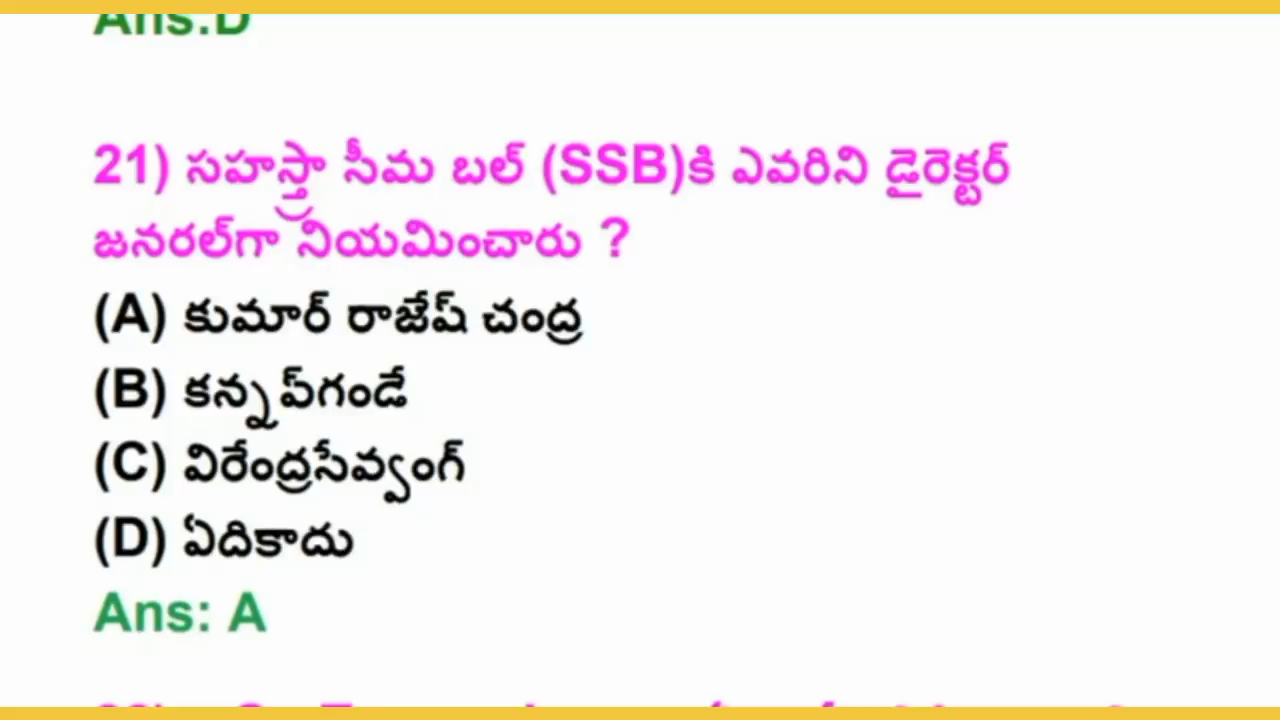 Ans.D
21) సహస్త్రా సీమ బల్ (SSB)కి ఎవరిని డైరెక్టర్
జనరల్‌గా నియమించారు ?
(A) కుమార్ రాజేష్ చంద్ర
(B) కన్నప్‌గండే
(C) విరేంద్రసేవ్వంగ్
(D) ఏదికాదు
Ans: A